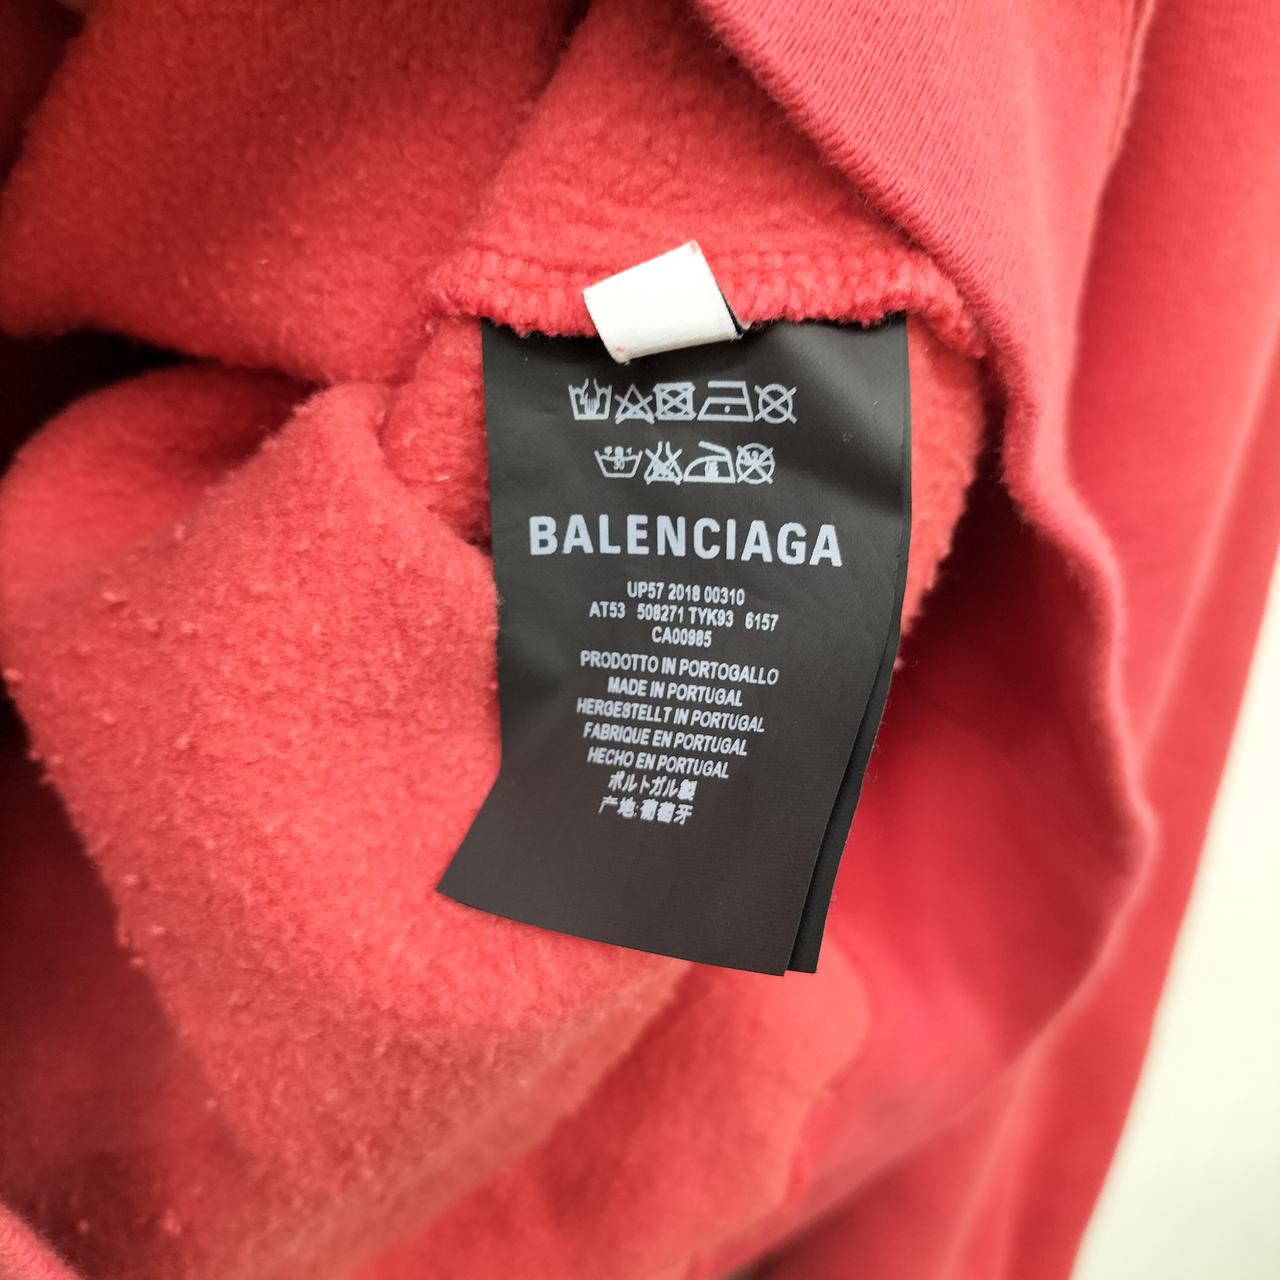 BALENCIAGA
UP57 2018 00310
AT53 508271 TYK93 6157
CA00985
PRODOTTO IN PORTOGALLO
MADE IN PORTUGAL
HERGESTELLT IN PORTUGAL
FABRIQUE EN PORTUGAL
HECHO EN PORTUGAL
ポルトガル製
产地:葡萄牙